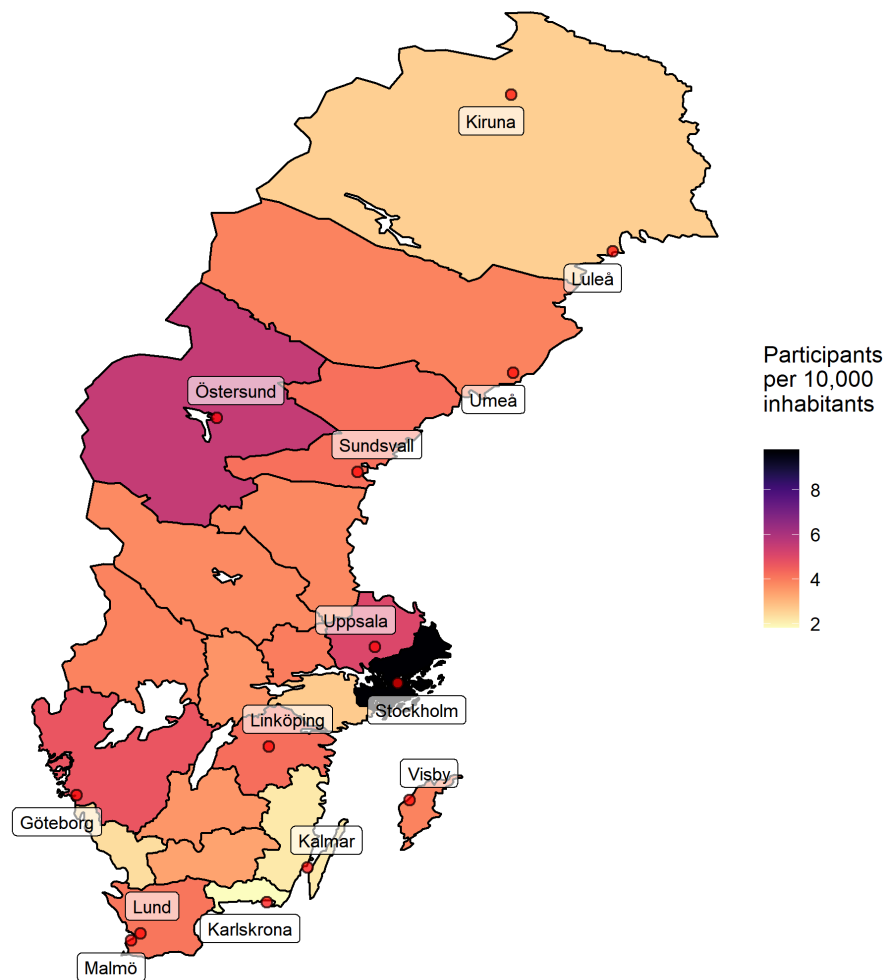 Kiruna
Luleå
Participants
per 10,000
inhabitants
Östersund
Umeå
Sundsvall
8
6
4
2
Uppsala
Stockholm
Linköping
Visby
Göteborg
Kalmar
Lund
Karlskrona
Malmö